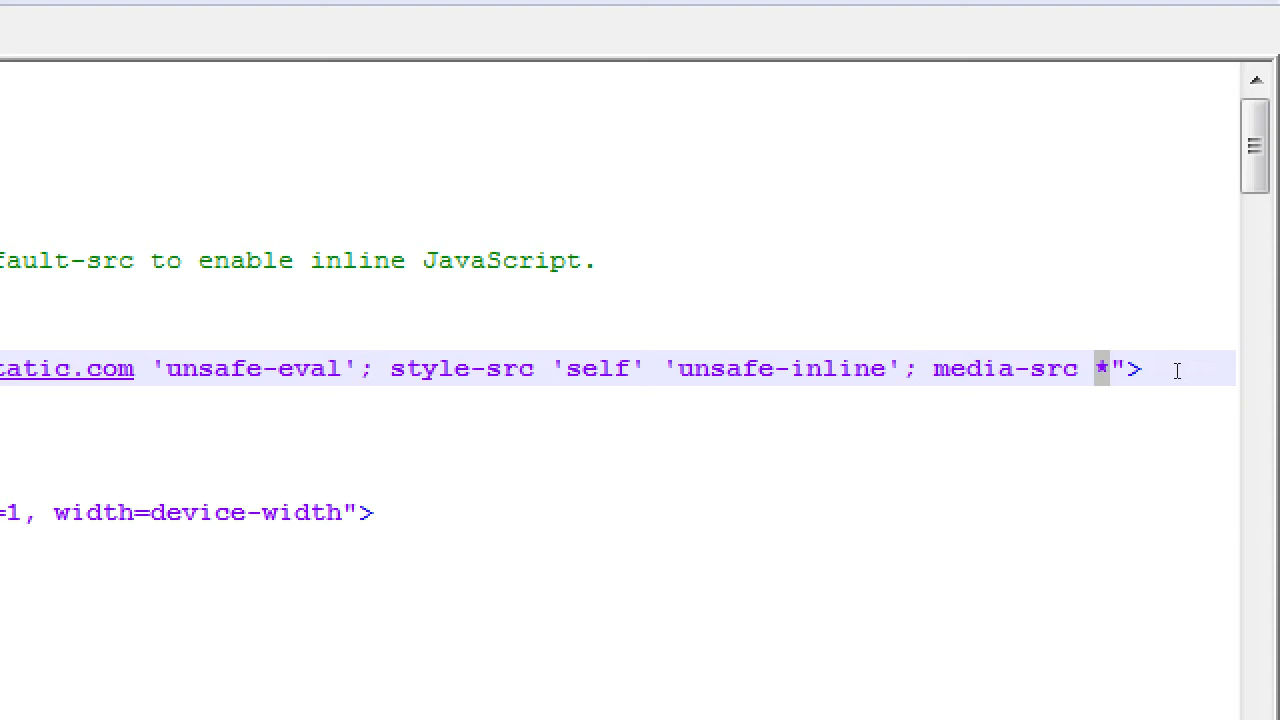 fault-src to enable inline JavaScript.
tatic.com 'unsafe-eval'; style-src 'self' 'unsafe-inline'; media-src *">
=1, width=device-width">